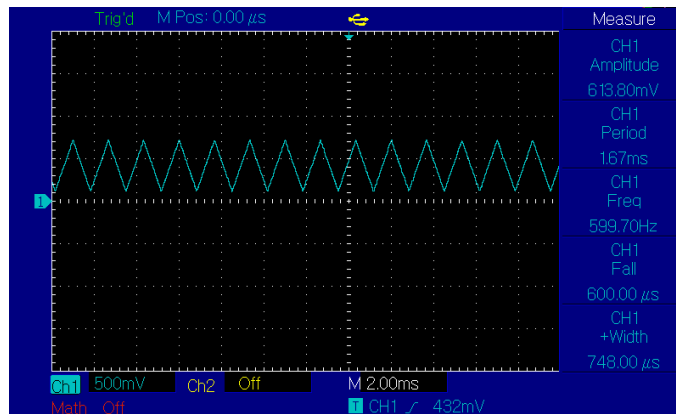 Trig'd M Pos: 0.00 μs Measure
CH1
Amplitude
613.80mV
CH1
Period
1.67ms
CH1
Freq
599.70Hz
CH1
Fall
600.00 μs
CH1
+Width
748.00 μs
1
Ch1 500mV Ch2 Off M 2.00ms
Math Off T CH1 432mV